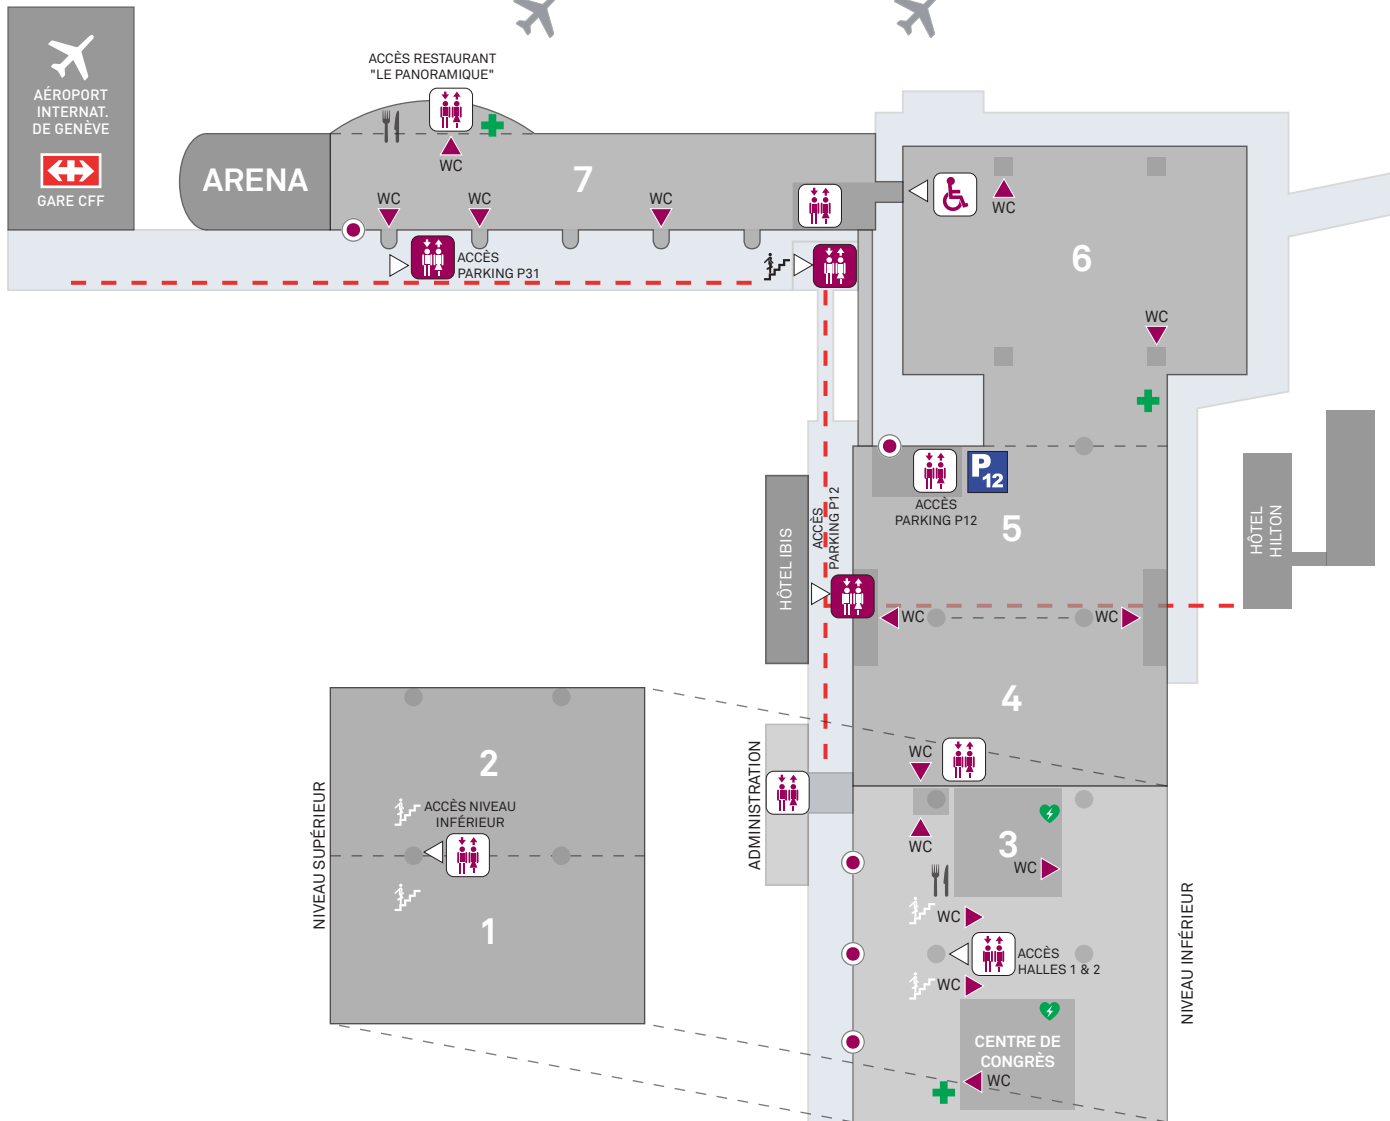 AÉROPORT
INTERNAT.
DE GENÈVE
GARE CFF
ARENA
ACCÈS RESTAURANT
"LE PANORAMIQUE"
WC
7
WC
WC
WC
ACCÈS
PARKING P31
WC
6
WC
P
12
ACCÈS
PARKING P12
5
ACCÈS
PARKING P12
HÔTEL IBIS
HÔTEL
HILTON
WC
WC
4
WC
ADMINISTRATION
WC
3
WC
WC
ACCÈS
HALLES 1 & 2
WC
CENTRE DE
CONGRÈS
WC
NIVEAU INFÉRIEUR
NIVEAU SUPÉRIEUR
2
ACCÈS NIVEAU
INFÉRIEUR
1